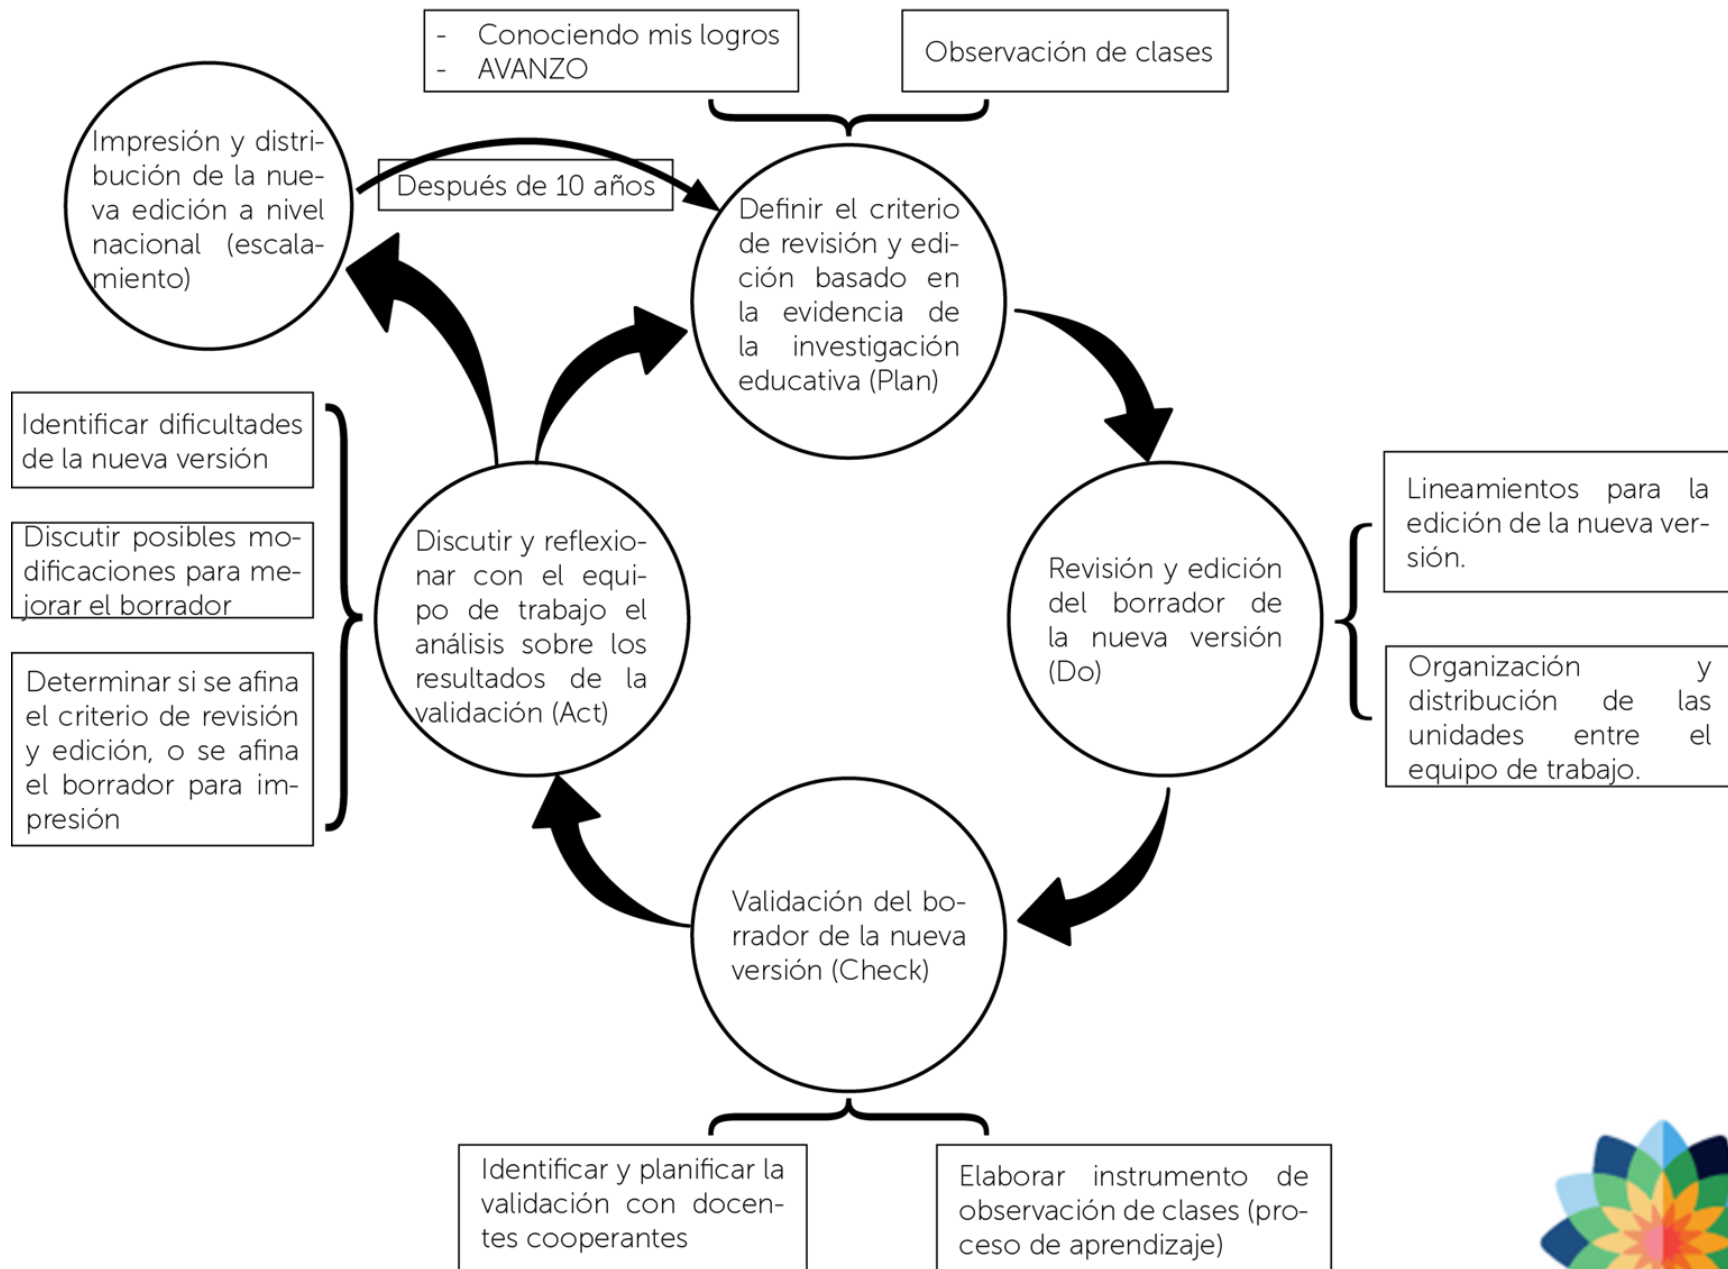 - Conociendo mis logros
- AVANZO
Observación de clases
Impresión y distri-
bución de la nue-
va edición a nivel
nacional (escala-
miento)
Después de 10 años
Definir el criterio
de revisión y edi-
ción basado en
la evidencia de
la investigación
educativa (Plan)
Identificar dificultades
de la nueva versión
Discutir posibles mo-
dificaciones para me-
jorar el borrador
Determinar si se afina
el criterio de revisión
y edición, o se afina
el borrador para im-
presión
Discutir y reflexio-
nar con el equi-
po de trabajo el
análisis sobre los
resultados de la
validación (Act)
Revisión y edición
del borrador de
la nueva versión
(Do)
Lineamientos para la
edición de la nueva ver-
sión.
Organización y
distribución de las
unidades entre el
equipo de trabajo.
Validación del bo-
rrador de la nueva
versión (Check)
Identificar y planificar la
validación con docen-
tes cooperantes
Elaborar instrumento de
observación de clases (pro-
ceso de aprendizaje)